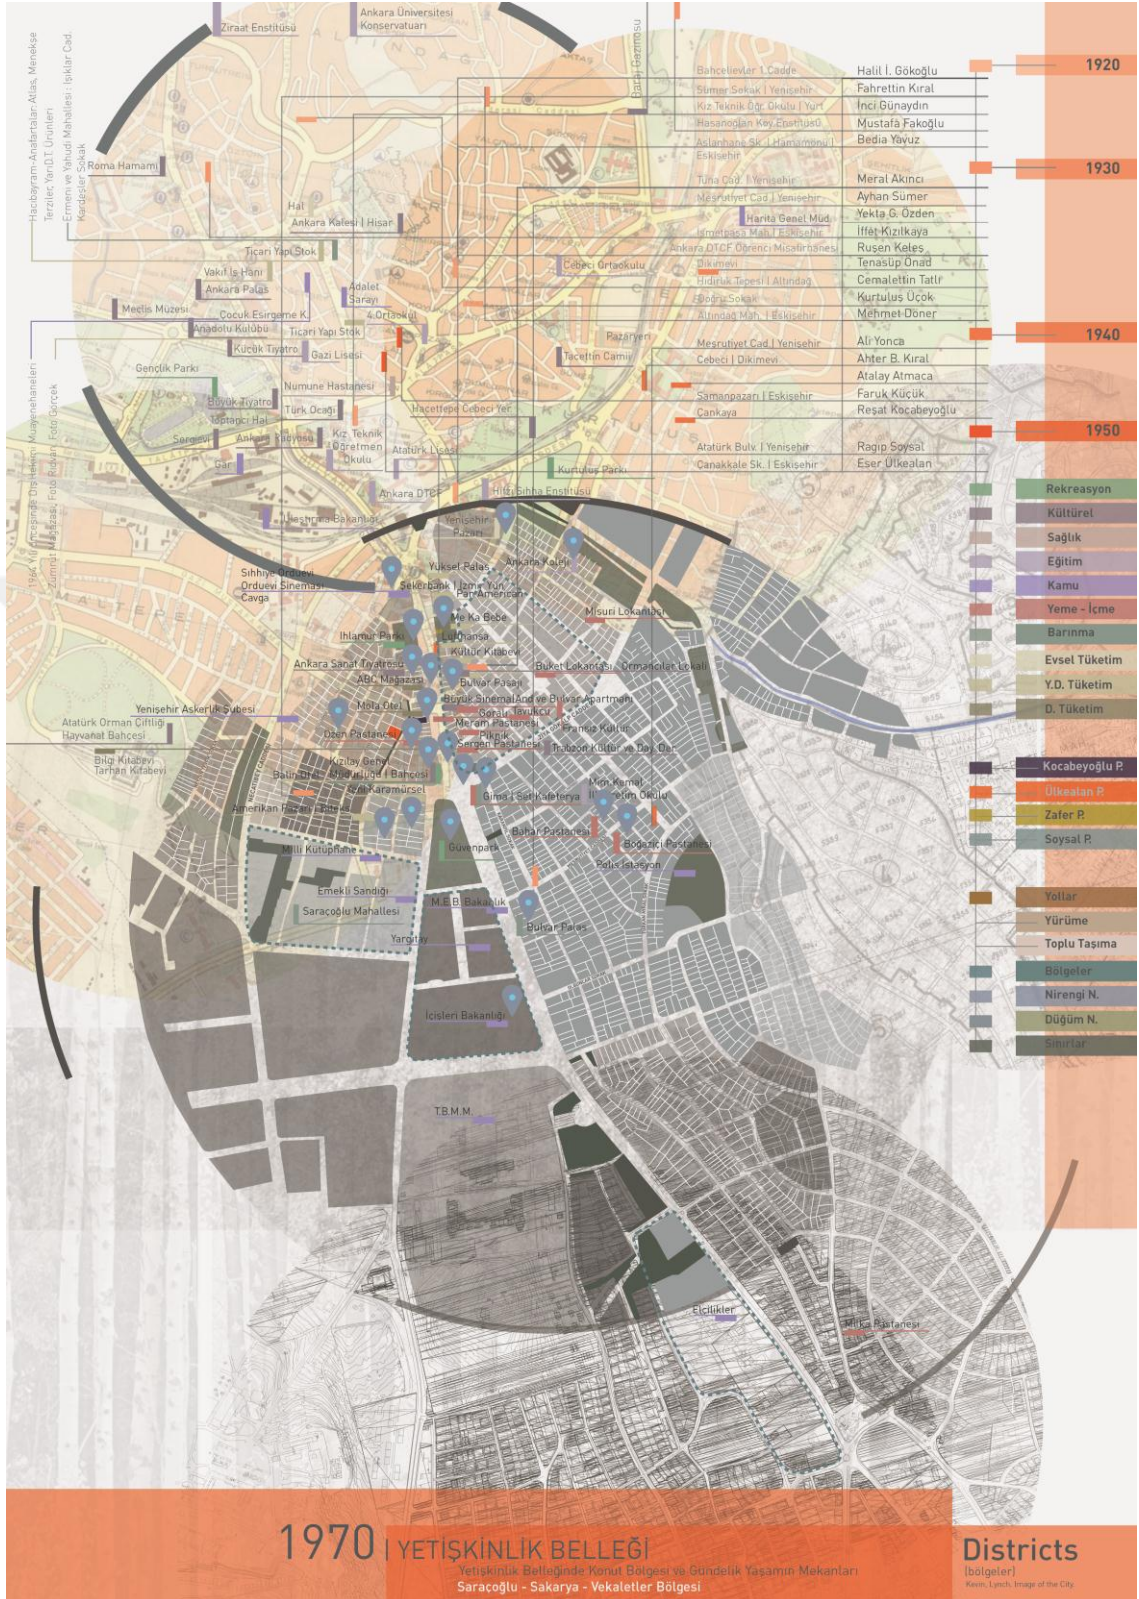 Ziraat Enstitüsü
Ankara Üniversitesi
Konservatuarı
Baraj Gazinosu
Hacıbayram-Anafartalar: Atlas, Menekşe
Terziler, Yarı D.T. Ürünleri
Ermeni ve Yahudi Mahallesi : Işıklar Cad.
Kardeşler Sokak
Roma Hamamı
Hal
Ankara Kalesi | Hisar
Ticari Yapı Stok
Vakıf İş Hanı
Ankara Palas
Adalet
Sarayı
Meclis Müzesi
Çocuk Esirgeme K.
Anadolu Kulübü
Ticari Yapı Stok
4.Ortaokul
Küçük Tiyatro
Gazi Lisesi
Gençlik Parkı
Numune Hastanesi
Büyük Tiyatro
Türk Ocağı
Toptancı Hal
Sergievi
Ankara Radyosu
Kız Teknik
Öğretmen
Okulu
Gar
Atatürk Lisesi
Hacettepe Cebeci Yer.
Pazaryeri
Tacettin Camii
Cebeci Ortaokulu
Harita Genel Müd.
Kurtuluş Parkı
Ankara DTCF
Hıfzı Sıhha Enstitüsü
Ulaştırma Bakanlığı
Bahçelievler 1.Cadde
Halil İ. Gökoğlu
Sümer Sokak | Yenişehir
Fahrettin Kıral
Kız Teknik Öğr. Okulu | Yurt
İnci Günaydın
Hasanoğlan Köy Enstitüsü
Mustafa Fakoğlu
Aslanhane Sk. | Hamamönü |
Eskişehir
Bedia Yavuz
Tuna Cad. | Yenişehir
Meral Akıncı
Meşrutiyet Cad.| Yenişehir
Ayhan Sümer
Yekta G. Özden
İsmetpaşa Mah.| Eskişehir
İffet Kızılkaya
Ankara DTCF Öğrenci Misafirhanesi
Ruşen Keleş
Dikimevi
Tenasüp Onad
Hıdırlık Tepesi | Altındağ
Cemalettin Tatlı
Doğru Sokak
Kurtuluş Üçok
Altındağ Mah. | Eskişehir
Mehmet Döner
Meşrutiyet Cad.| Yenişehir
Ali Yonca
Cebeci | Dikimevi
Ahter B. Kıral
Atalay Atmaca
Samanpazarı | Eskişehir
Faruk Küçük
Çankaya
Reşat Kocabeyoğlu
Atatürk Bulv. | Yenişehir
Ragıp Soysal
Çanakkale Sk. | Eskişehir
Eser Ülkealan
1920
1930
1940
1950
Rekreasyon
Kültürel
Sağlık
Eğitim
Kamu
Yeme - İçme
Barınma
Evsel Tüketim
Y.D. Tüketim
D. Tüketim
Kocabeyoğlu P.
Ülkealan P.
Zafer P.
Soysal P.
Yollar
Yürüme
Toplu Taşıma
Bölgeler
Nirengi N.
Düğüm N.
Sınırlar
Yenişehir
Pazarı
Yüksel Palas
Ankara Koleji
Sıhhiye Orduevi
Orduevi Sineması
Cavga
Pan American
Me Ka Bebe
Misuri Lokantası
Ihlamur Parkı
Lufthansa
Kültür Kitabevi
Ankara Sanat Tiyatrosu
ABC Mağazası
Bulvar Pasajı
Buket Lokantası
Ormancılar Lokali
Mola Otel
Yenişehir Askerlik Şubesi
Goralı
Tavukçu
Meram Pastanesi
Fransız Kültür
Özen Pastanesi
Piknik
Sergen Pastanesi
Trabzon Kültür ve Day. Der.
Atatürk Orman Çiftliği
Hayvanat Bahçesi
Bilgi Kitabevi
Tarhan Kitabevi
Kızılay Genel
Müdürlüğü | Bahçesi
Gima | Set Kafeterya
Bahar Pastanesi
Boğaziçi Pastanesi
Güvenpark
Milli Kütüphane
Polis İstasyon
Emekli Sandığı
M.E.B. Bakanlık
Saraçoğlu Mahallesi
Bulvar Palas
Yargıtay
İçişleri Bakanlığı
T.B.M.M.
Elçilikler
Milka Pastanesi
1970 | YETİŞKİNLİK BELLEĞİ
Yetişkinlik Belleğinde Konut Bölgesi ve Gündelik Yaşamın Mekanları
Saraçoğlu - Sakarya - Vekaletler Bölgesi
Districts
(bölgeler)
Kevin, Lynch, Image of the City.